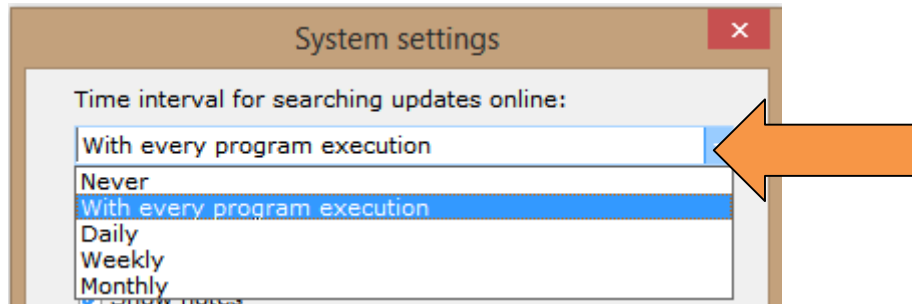 System settings
Time interval for searching updates online:
With every program execution
Never
With every program execution
Daily
Weekly
Monthly